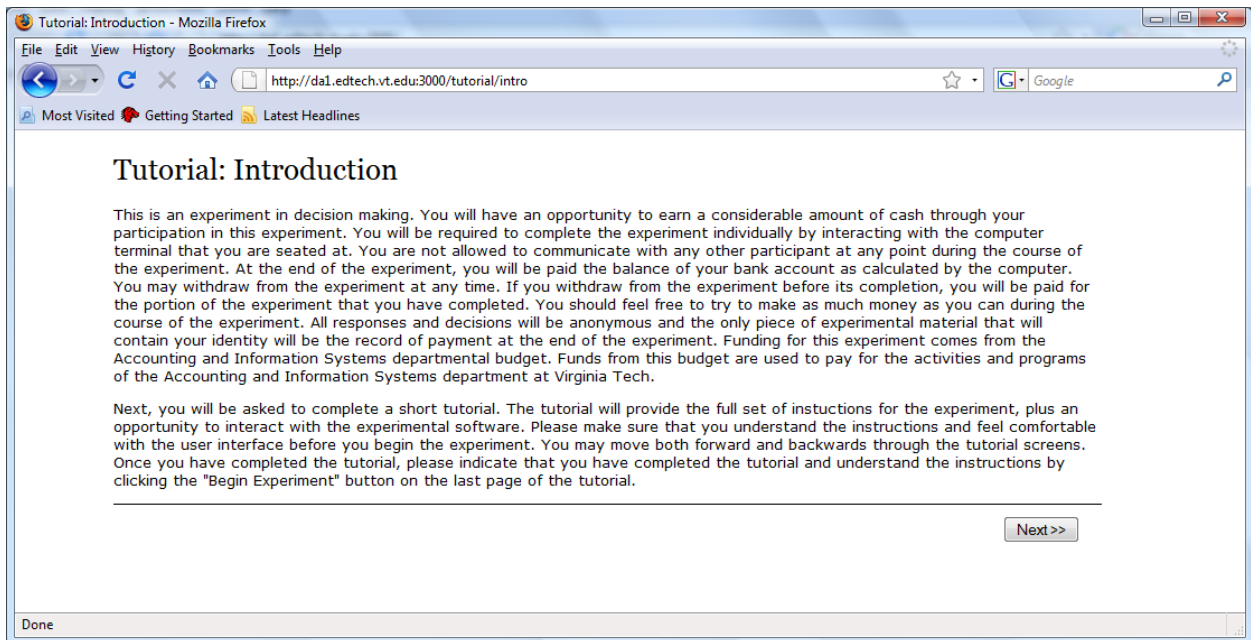 Tutorial: Introduction - Mozilla Firefox
File Edit View History Bookmarks Tools Help
http://da1.edtech.vt.edu:3000/tutorial/intro
G Google
Most Visited Getting Started Latest Headlines
Tutorial: Introduction
This is an experiment in decision making. You will have an opportunity to earn a considerable amount of cash through your
participation in this experiment. You will be required to complete the experiment individually by interacting with the computer
terminal that you are seated at. You are not allowed to communicate with any other participant at any point during the course of
the experiment. At the end of the experiment, you will be paid the balance of your bank account as calculated by the computer.
You may withdraw from the experiment at any time. If you withdraw from the experiment before its completion, you will be paid for
the portion of the experiment that you have completed. You should feel free to try to make as much money as you can during the
course of the experiment. All responses and decisions will be anonymous and the only piece of experimental material that will
contain your identity will be the record of payment at the end of the experiment. Funding for this experiment comes from the
Accounting and Information Systems departmental budget. Funds from this budget are used to pay for the activities and programs
of the Accounting and Information Systems department at Virginia Tech.
Next, you will be asked to complete a short tutorial. The tutorial will provide the full set of instuctions for the experiment, plus an
opportunity to interact with the experimental software. Please make sure that you understand the instructions and feel comfortable
with the user interface before you begin the experiment. You may move both forward and backwards through the tutorial screens.
Once you have completed the tutorial, please indicate that you have completed the tutorial and understand the instructions by
clicking the "Begin Experiment" button on the last page of the tutorial.
Next >>
Done